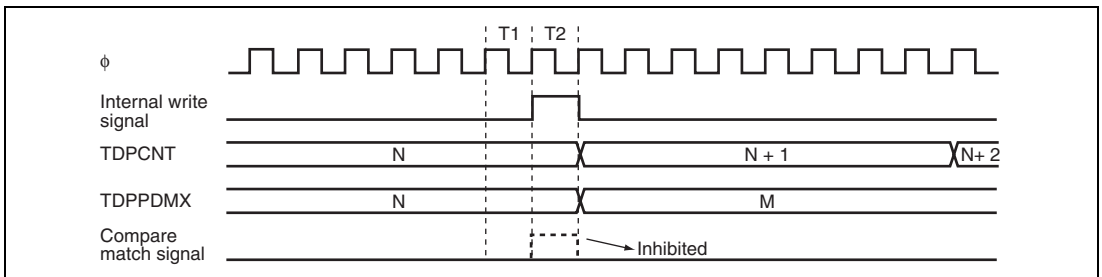 T1 T2
ϕ
Internal write
signal
TDPCNT N N + 1 N+ 2
TDPPDMX N M
Compare
match signal
Inhibited